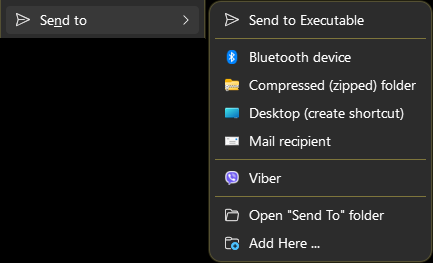 Send to
Send to Executable
Bluetooth device
Compressed (zipped) folder
Desktop (create shortcut)
Mail recipient
Viber
Open "Send To" folder
Add Here ...